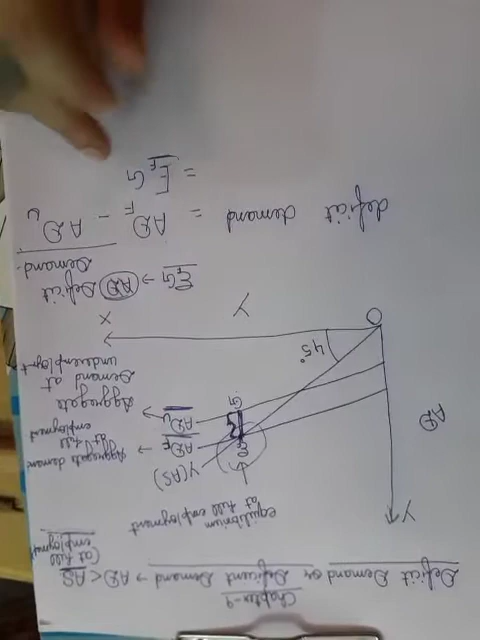 Chapter-9
Deficit Demand or Deficient Demand → AD < AS
(at full
employment
equilibrium
at full employment
Y
Y(AS)
E
AD
ADF → Aggregate demand
at full
employment
ADU → Aggregate
Demand at
underemployment
G
45°
O
X
Y
EG → AD Deficit
Demand.
deficit demand = ADF - ADU
= EFG